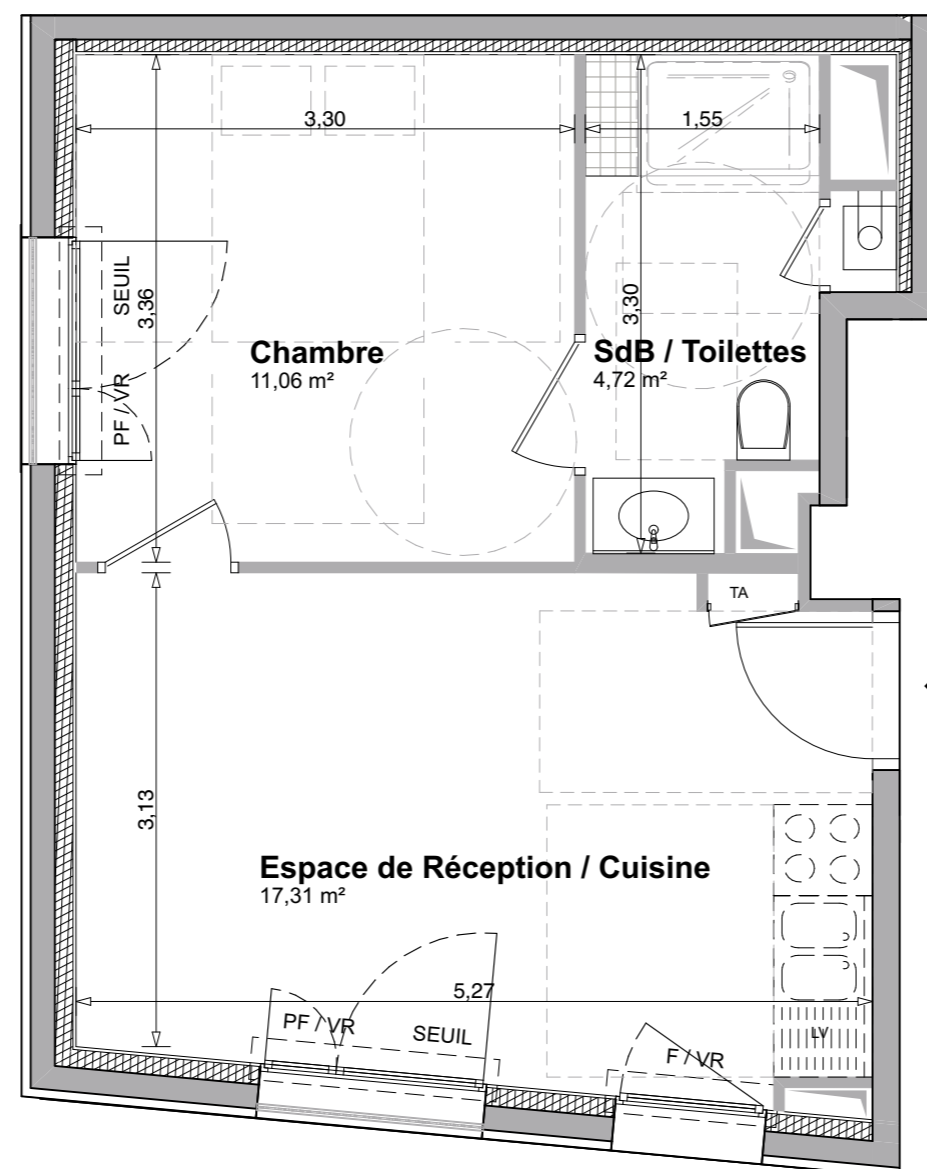 3,30
1,55
SEUIL
3,36
PF / VR
Chambre
11,06 m²
3,30
SdB / Toilettes
4,72 m²
TA
3,13
Espace de Réception / Cuisine
17,31 m²
5,27
PF / VR
SEUIL
F / VR
LV